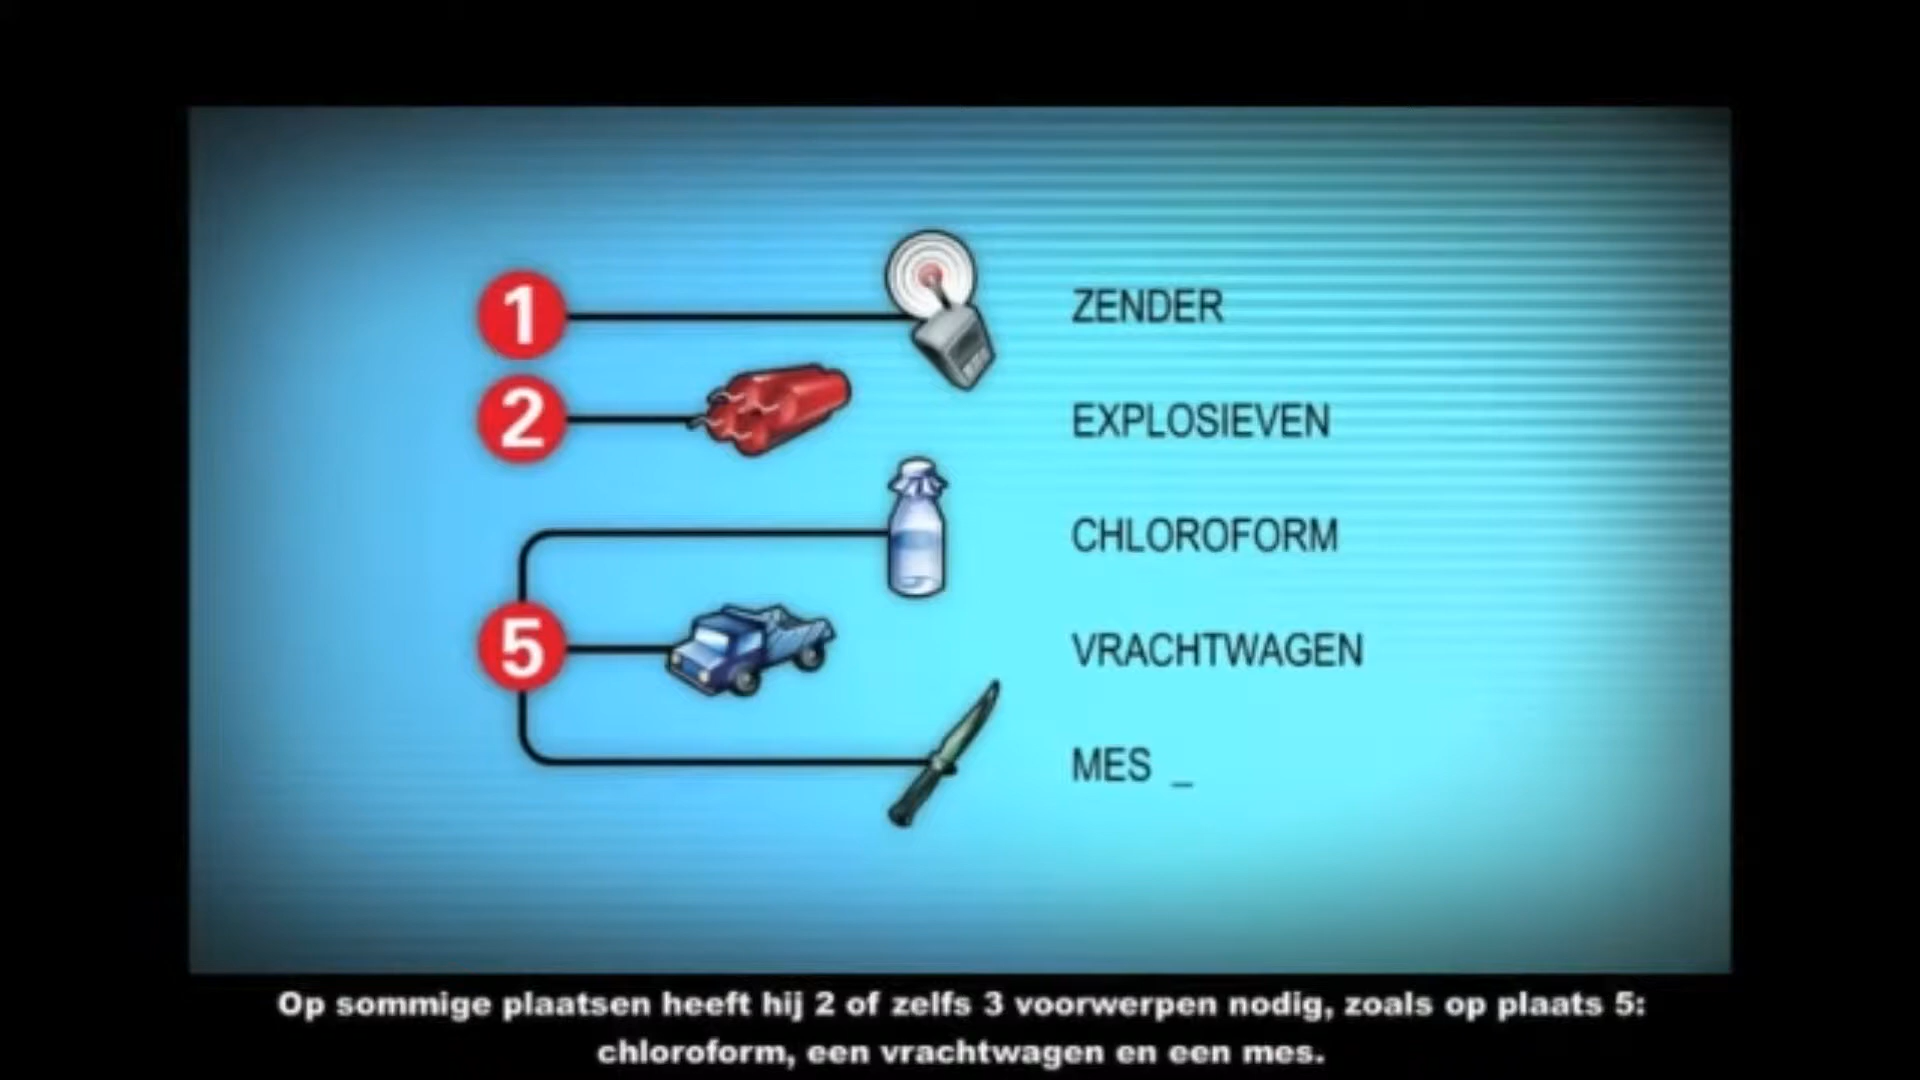 1 ZENDER
2 EXPLOSIEVEN
CHLOROFORM
5 VRACHTWAGEN
MES _
Op sommige plaatsen heeft hij 2 of zelfs 3 voorwerpen nodig, zoals op plaats 5:
chloroform, een vrachtwagen en een mes.